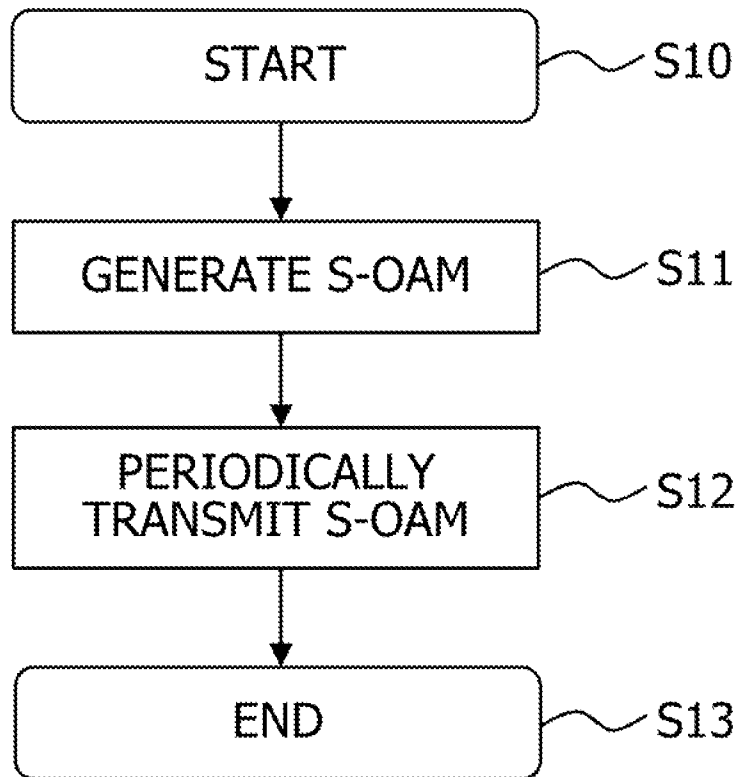 START S10
GENERATE S-OAM S11
PERIODICALLY
TRANSMIT S-OAM S12
END S13